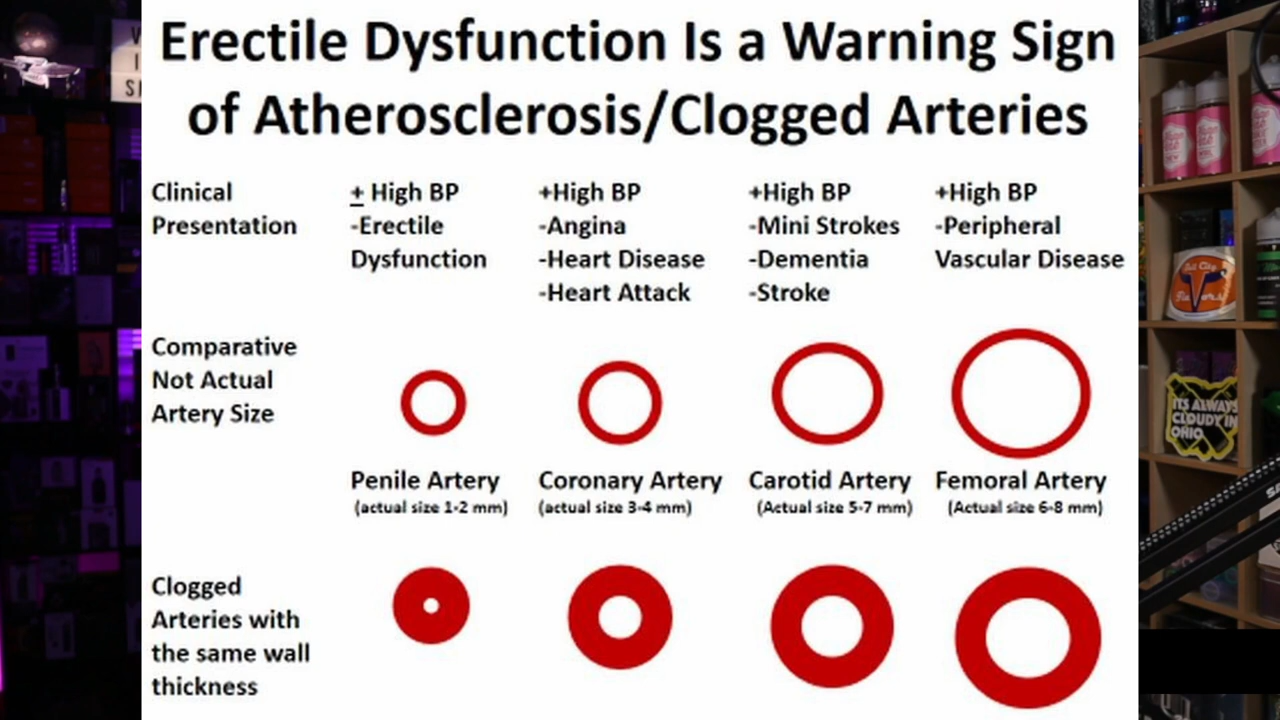 Erectile Dysfunction Is a Warning Sign
of Atherosclerosis/Clogged Arteries
Clinical
Presentation
± High BP
-Erectile
Dysfunction
+High BP
-Angina
-Heart Disease
-Heart Attack
+High BP
-Mini Strokes
-Dementia
-Stroke
+High BP
-Peripheral
Vascular Disease
Comparative
Not Actual
Artery Size
Penile Artery
(actual size 1-2 mm)
Coronary Artery
(actual size 3-4 mm)
Carotid Artery
(Actual size 5-7 mm)
Femoral Artery
(Actual size 6-8 mm)
Clogged
Arteries with
the same wall
thickness
ITS ALWAYS
CLOUDY IN
OHIO